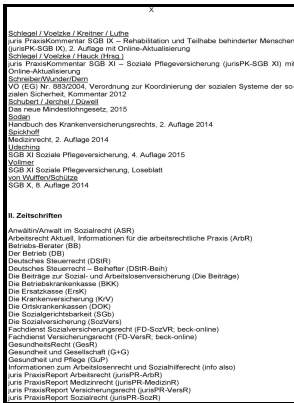 X
Schlegel / Voelzke / Kreitner / Luthe
juris PraxisKommentar SGB IX – Rehabilitation und Teilhabe behinderter Menschen
(jurisPK-SGB IX), 2. Auflage mit Online-Aktualisierung
Schlegel / Voelzke / Hauck (Hrsg.)
juris PraxisKommentar SGB XI – Soziale Pflegeversicherung (jurisPK-SGB XI) mit
Online-Aktualisierung
Schreiber/Wunder/Dern
VO (EG) Nr. 883/2004, Verordnung zur Koordinierung der sozialen Systeme der so-
zialen Sicherheit, Kommentar 2012
Schubert / Jerchel / Düwell
Das neue Mindestlohngesetz, 2015
Sodan
Handbuch des Krankenversicherungsrechts, 2. Auflage 2014
Spickhoff
Medizinrecht, 2. Auflage 2014
Udsching
SGB XI Soziale Pflegeversicherung, 4. Auflage 2015
Vollmer
SGB XI Soziale Pflegeversicherung, Loseblatt
von Wulffen/Schütze
SGB X, 8. Auflage 2014
II. Zeitschriften
Anwältin/Anwalt im Sozialrecht (ASR)
Arbeitsrecht Aktuell, Informationen für die arbeitsrechtliche Praxis (ArbR)
Betriebs-Berater (BB)
Der Betrieb (DB)
Deutsches Steuerrecht (DStR)
Deutsches Steuerrecht – Beihefter (DStR-Beih)
Die Beiträge zur Sozial- und Arbeitslosenversicherung (Die Beiträge)
Die Betriebskrankenkasse (BKK)
Die Ersatzkasse (ErsK)
Die Krankenversicherung (KrV)
Die Ortskrankenkassen (DOK)
Die Sozialgerichtsbarkeit (SGb)
Die Sozialversicherung (SozVers)
Fachdienst Sozialversicherungsrecht (FD-SozVR; beck-online)
Fachdienst Versicherungsrecht (FD-VersR; beck-online)
GesundheitsRecht (GesR)
Gesundheit und Gesellschaft (G+G)
Gesundheit und Pflege (GuP)
Informationen zum Arbeitslosenrecht und Sozialhilferecht (info also)
juris PraxisReport Arbeitsrecht (jurisPR-ArbR)
juris PraxisReport Medizinrecht (jurisPR-MedizinR)
juris PraxisReport Versicherungsrecht (jurisPR-VersR)
juris PraxisReport Sozialrecht (jurisPR-SozR)